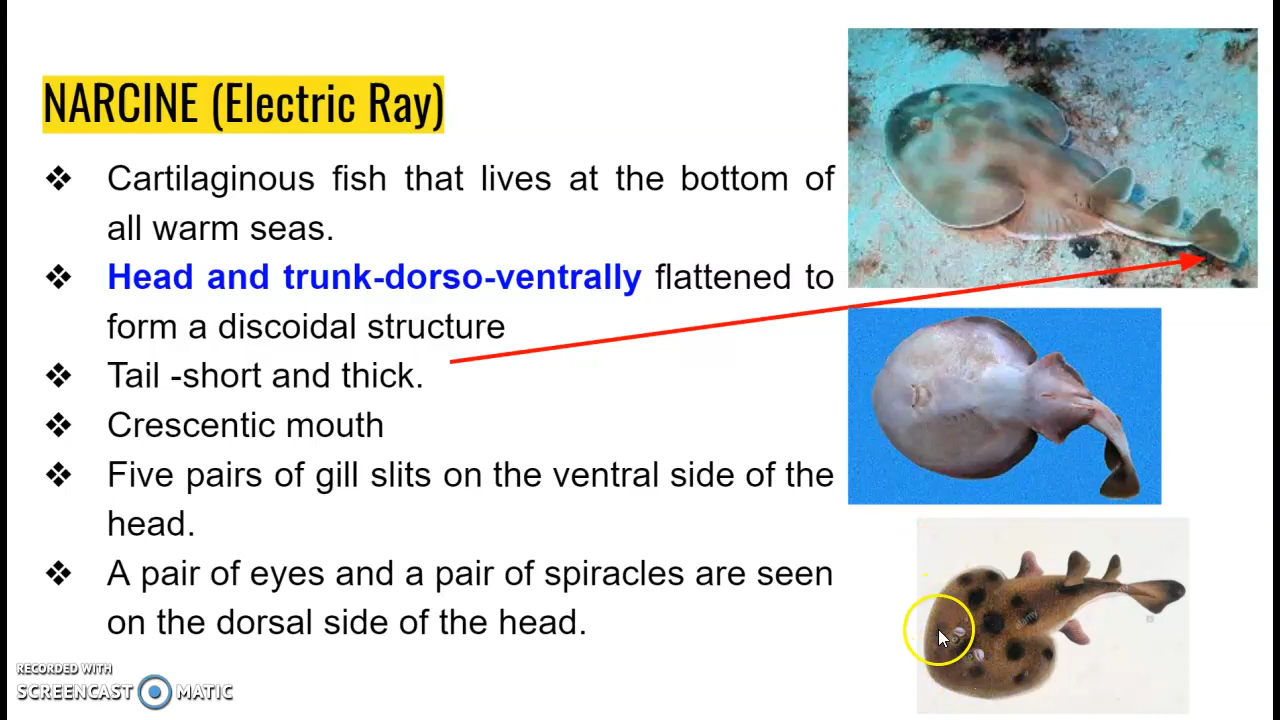 NARCINE (Electric Ray)
❖ Cartilaginous fish that lives at the bottom of
all warm seas.
❖ Head and trunk-dorso-ventrally flattened to
form a discoidal structure
❖ Tail -short and thick.
❖ Crescentic mouth
❖ Five pairs of gill slits on the ventral side of the
head.
❖ A pair of eyes and a pair of spiracles are seen
on the dorsal side of the head.
RECORDED WITH
SCREENCAST MATIC